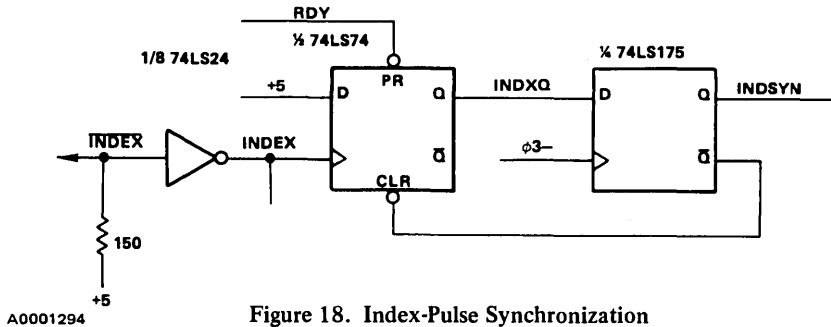 RDY
½ 74LS74
1/8 74LS24
¼ 74LS175
+5
D
PR
Q
INDXQ
D
Q
INDSYN
INDEX
INDEX
Q
ϕ3–
Q
CLR
150
+5
A0001294
Figure 18. Index-Pulse Synchronization